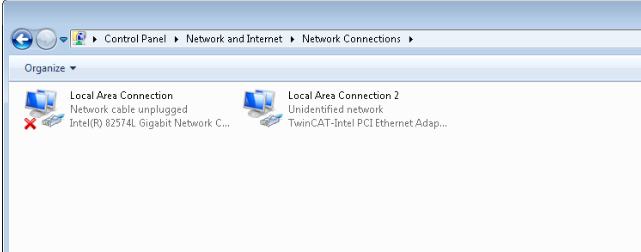 Control Panel Network and Internet Network Connections
Organize
Local Area Connection
Network cable unplugged
Intel(R) 82574L Gigabit Network C...
Local Area Connection 2
Unidentified network
TwinCAT-Intel PCI Ethernet Adap...